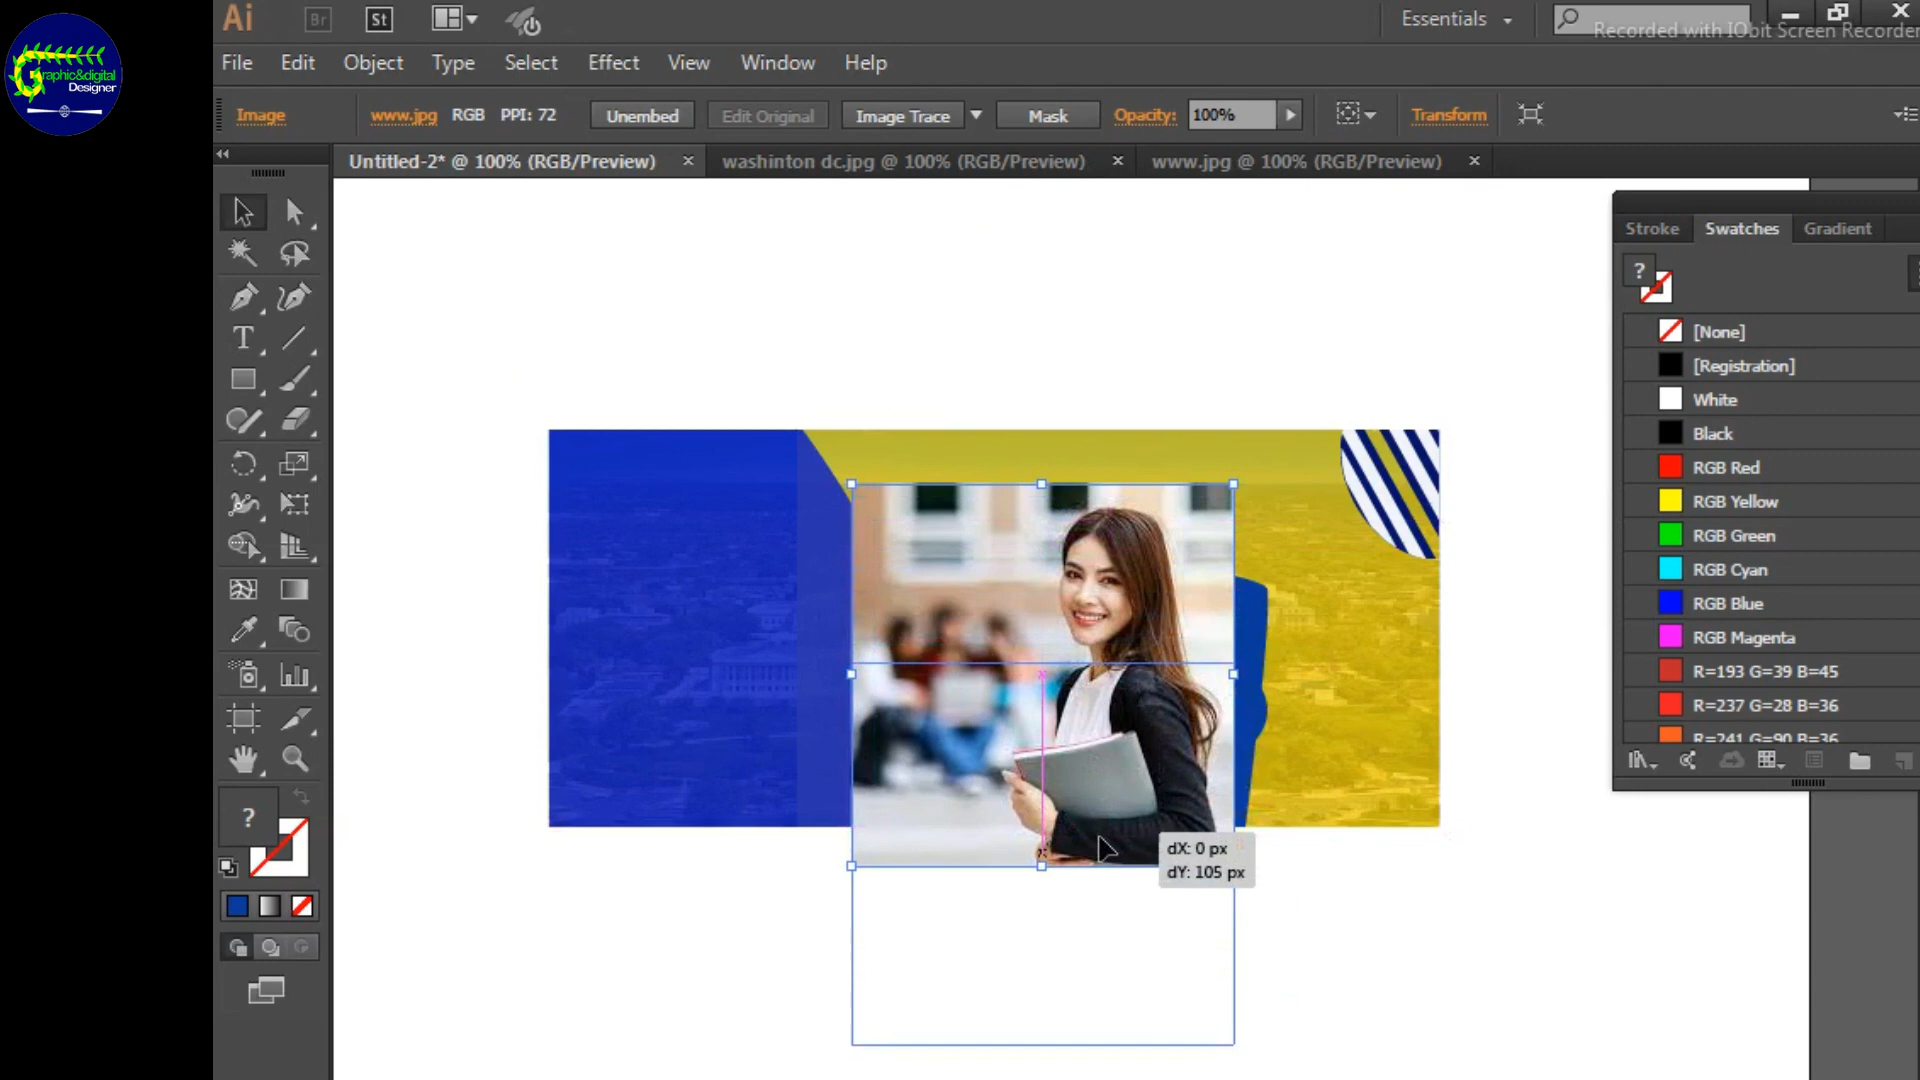 Graphic&digital
Designer
Ai
Br
St
Essentials
Recorded with IObit Screen Recorder
File Edit Object Type Select Effect View Window Help
Image www.jpg RGB PPI: 72 Unembed Edit Original Image Trace Mask Opacity: 100% Transform
Untitled-2* @ 100% (RGB/Preview) washinton dc.jpg @ 100% (RGB/Preview) www.jpg @ 100% (RGB/Preview)
Stroke Swatches Gradient
?
[None]
[Registration]
White
Black
RGB Red
RGB Yellow
RGB Green
RGB Cyan
RGB Blue
RGB Magenta
R=193 G=39 B=45
R=237 G=28 B=36
R=241 G=90 B=36
T
?
dX: 0 px
dY: 105 px